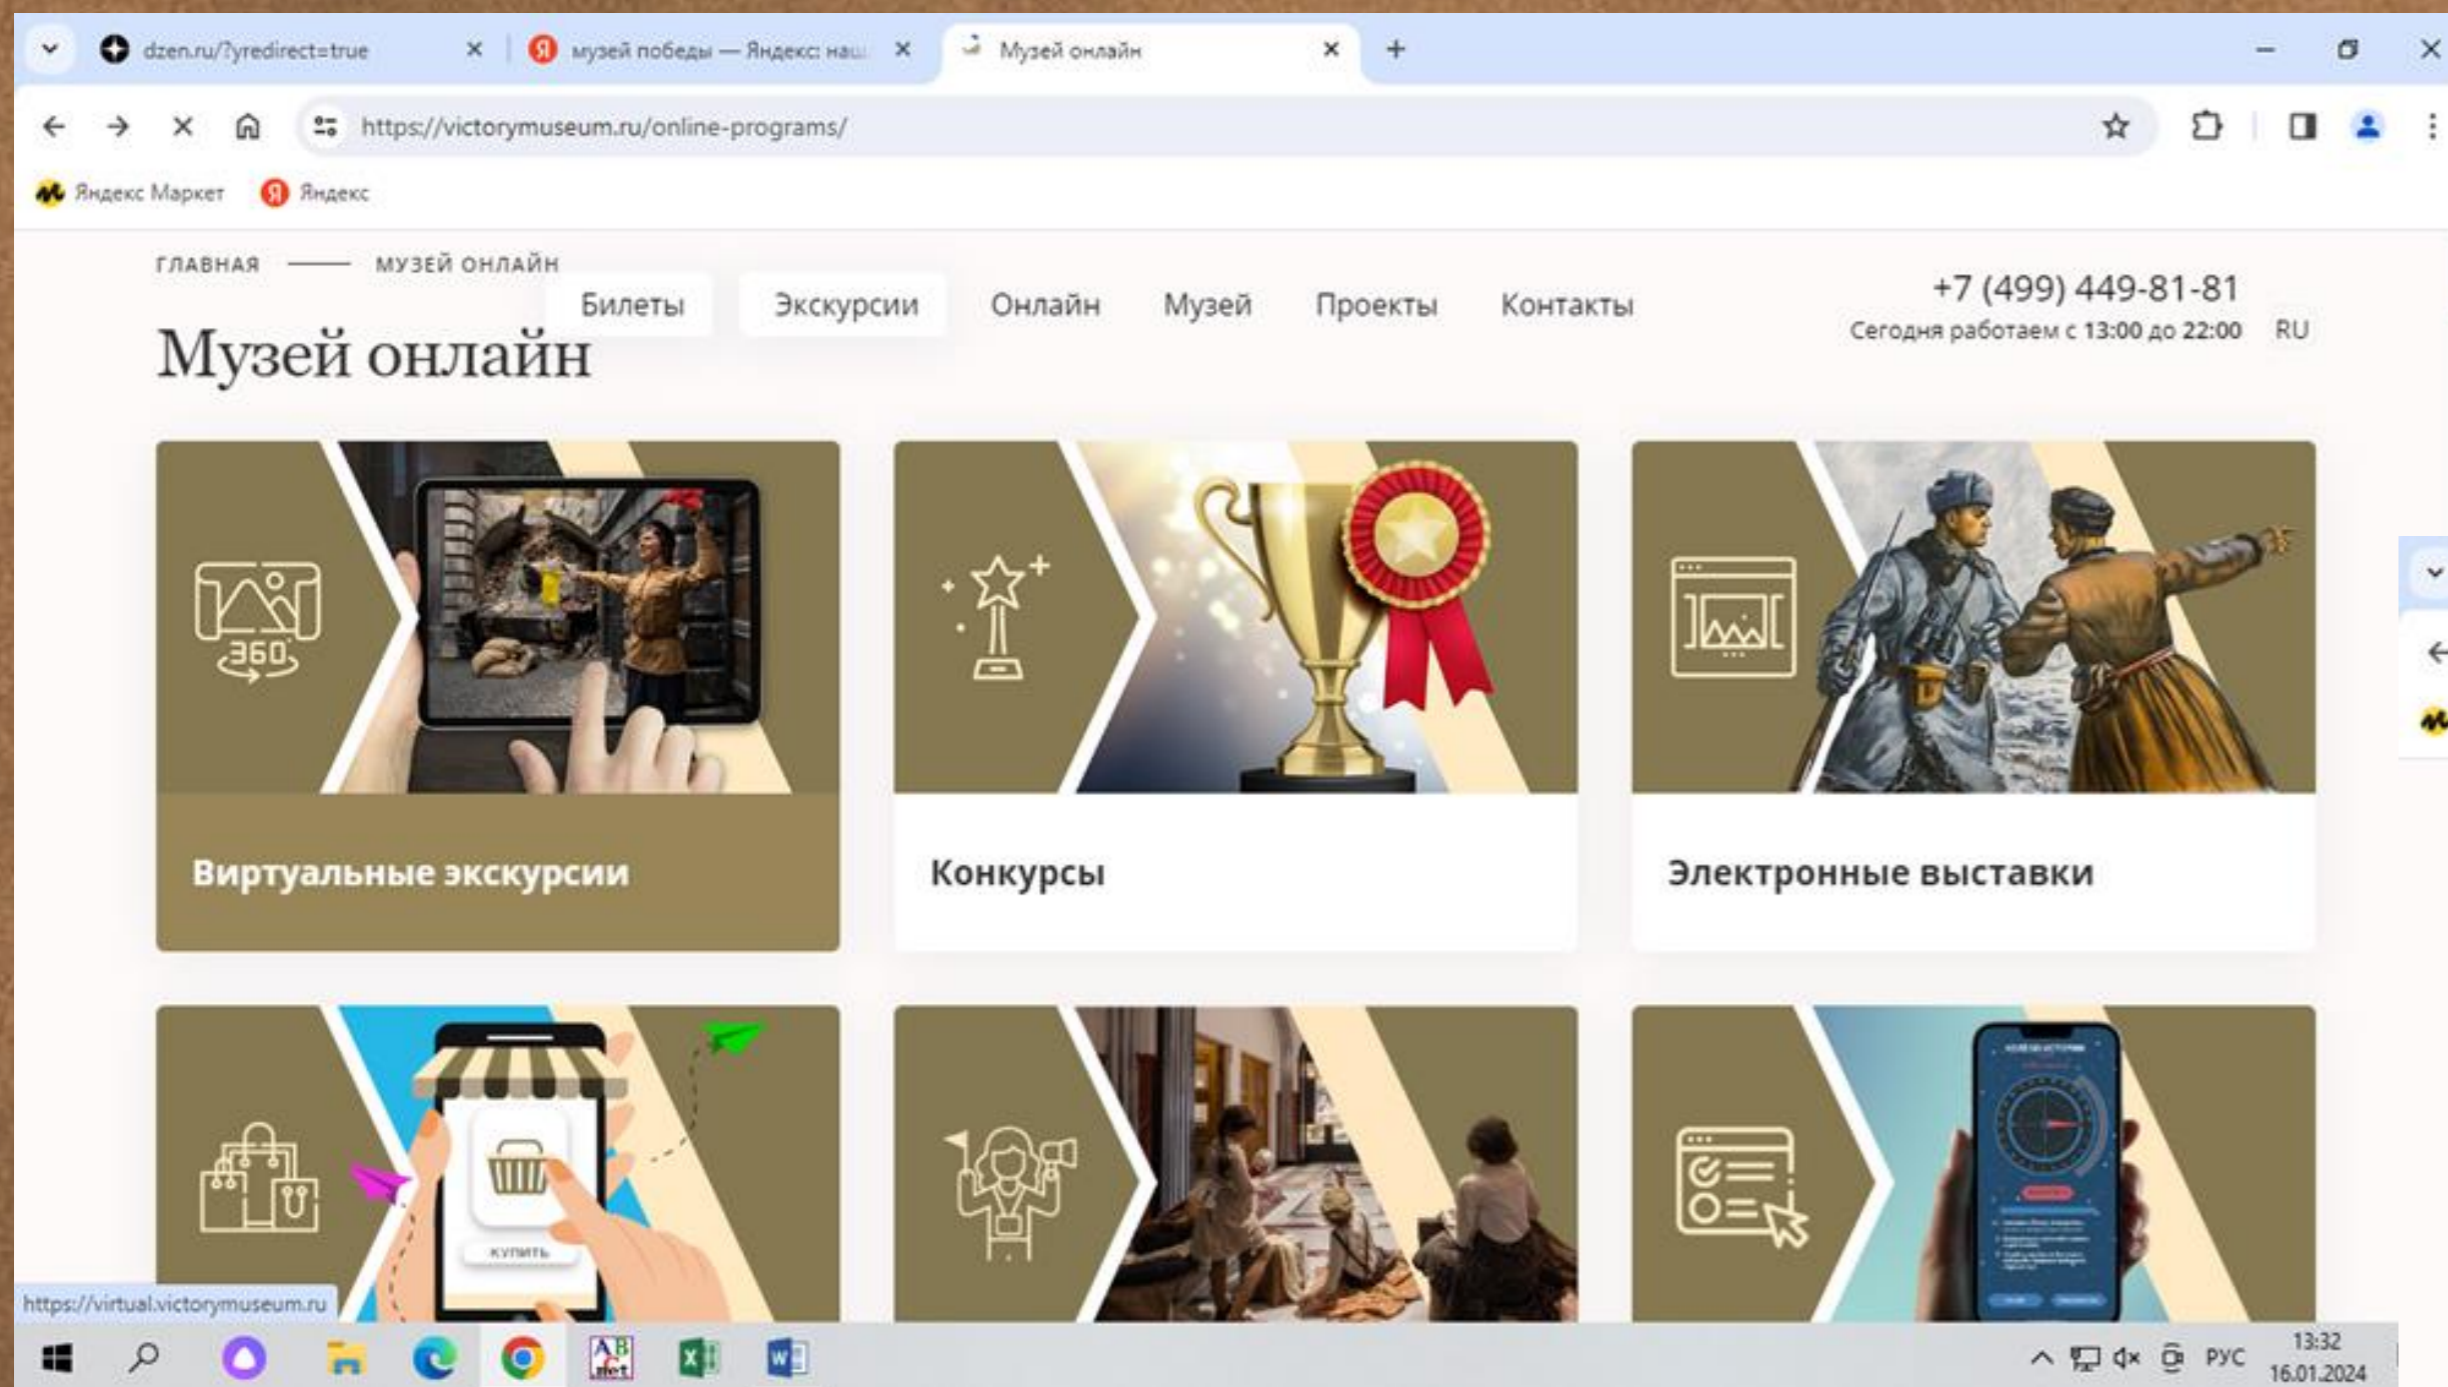 dzen.ru/?yredirect=true
музей победы — Яндекс: наш
Музей онлайн
https://victorymuseum.ru/online-programs/
Яндекс Маркет
Яндекс
ГЛАВНАЯ —— МУЗЕЙ ОНЛАЙН
Билеты
Экскурсии
Онлайн
Музей
Проекты
Контакты
+7 (499) 449-81-81
Сегодня работаем с 13:00 до 22:00
RU
Музей онлайн
360
Виртуальные экскурсии
Конкурсы
Электронные выставки
КУПИТЬ
https://virtual.victorymuseum.ru
РУС
13:32
16.01.2024